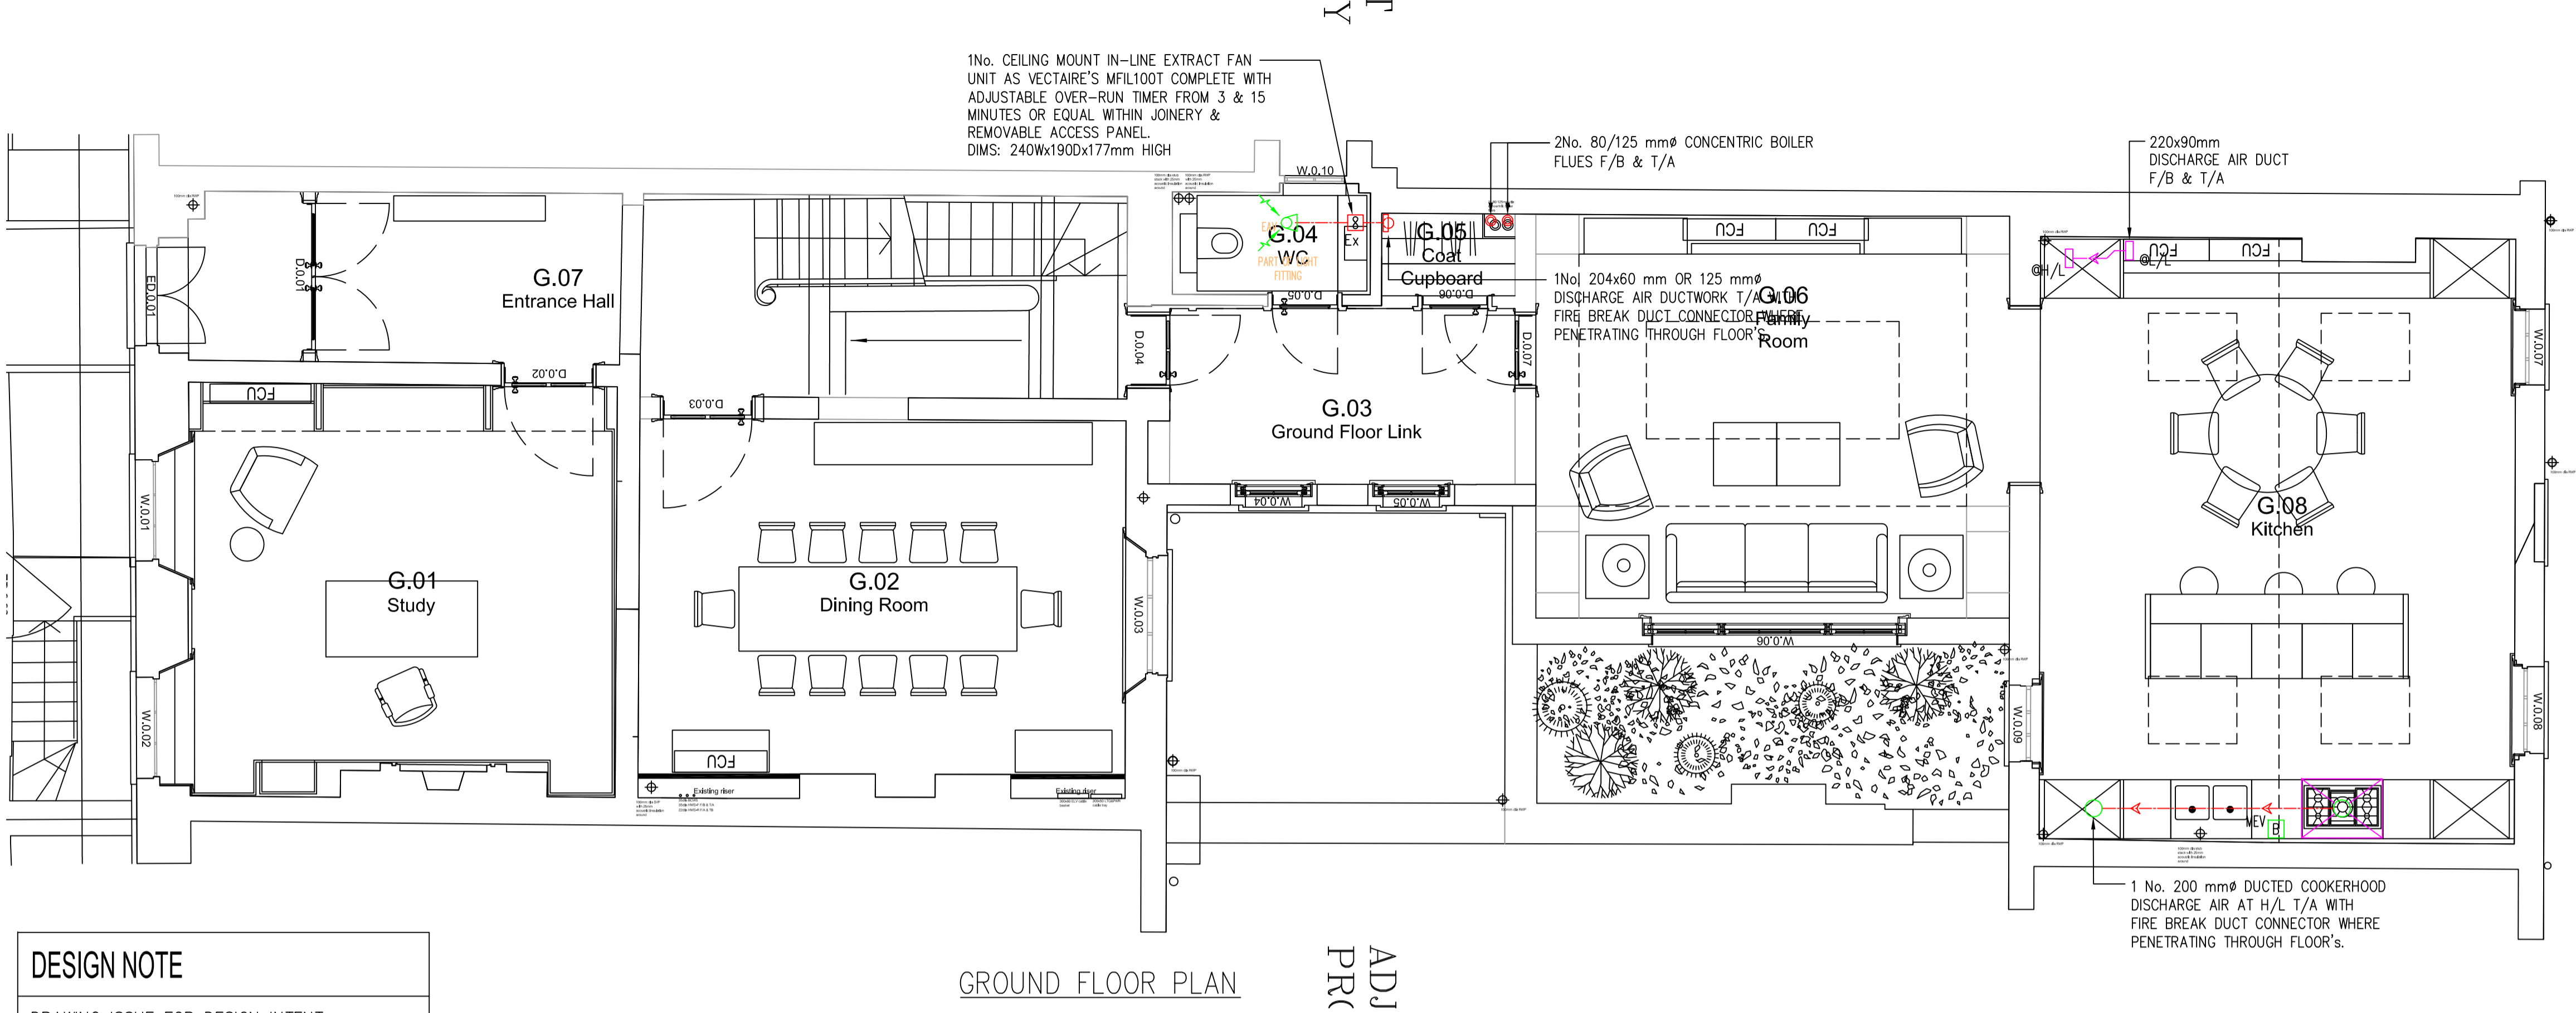 T
Y
1No. CEILING MOUNT IN-LINE EXTRACT FAN
UNIT AS VECTAIRE'S MFIL100T COMPLETE WITH
ADJUSTABLE OVER-RUN TIMER FROM 3 & 15
MINUTES OR EQUAL WITHIN JOINERY &
REMOVABLE ACCESS PANEL.
DIMS: 240Wx190Dx177mm HIGH
2No. 80/125 mmø CONCENTRIC BOILER
FLUES F/B & T/A
220x90mm
DISCHARGE AIR DUCT
F/B & T/A
W.0.10
ED.0.01
D.0.01
G.07
Entrance Hall
D.0.02
G.04
WC
PART OF LIGHT
FITTING
Ex
D.0.05
G.05
Coat
Cupboard
D.0.06
1No. 204x60 mm OR 125 mmø
DISCHARGE AIR DUCTWORK T/A WITH
FIRE BREAK DUCT CONNECTOR WHERE
PENETRATING THROUGH FLOOR'S
G.06
Family
Room
FCU
FCU
@H/L
@L/L
FCU
FCU
FCU
D.0.03
D.0.04
D.0.07
G.03
Ground Floor Link
W.0.04
W.0.05
W.0.07
W.0.01
W.0.02
G.01
Study
G.02
Dining Room
W.0.03
FCU
Existing riser
Existing riser
W.0.06
W.0.09
G.08
Kitchen
W.0.08
MEV
B
1 No. 200 mmø DUCTED COOKERHOOD
DISCHARGE AIR AT H/L T/A WITH
FIRE BREAK DUCT CONNECTOR WHERE
PENETRATING THROUGH FLOOR's.
DESIGN NOTE
GROUND FLOOR PLAN
ADJ
PRO